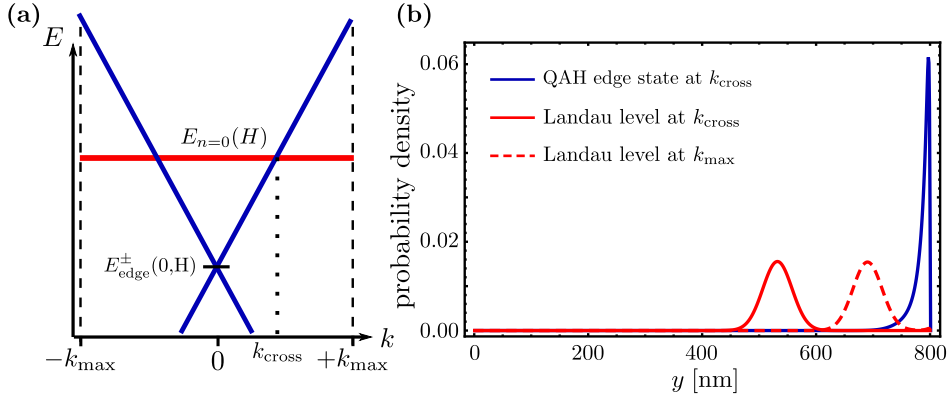 (a)
E
E_{n=0}(H)
E^{±}_{edge}(0,H)
−k_{max}
0
k_{cross}
+k_{max}
k
(b)
probability density
0.06
0.04
0.02
0.00
QAH edge state at k_{cross}
Landau level at k_{cross}
Landau level at k_{max}
0 200 400 600 800
y [nm]